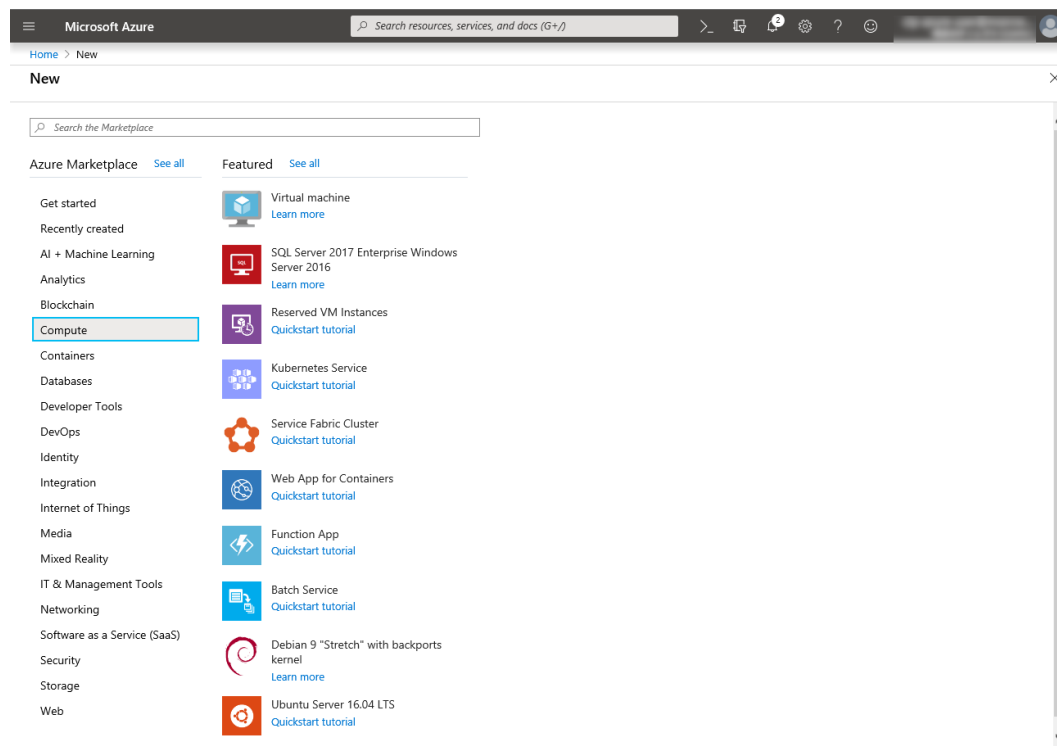 Microsoft Azure
Search resources, services, and docs (G+/)
2
Home > New
New
Search the Marketplace
Azure Marketplace See all
Featured See all
Get started
Recently created
AI + Machine Learning
Analytics
Blockchain
Compute
Containers
Databases
Developer Tools
DevOps
Identity
Integration
Internet of Things
Media
Mixed Reality
IT & Management Tools
Networking
Software as a Service (SaaS)
Security
Storage
Web
Virtual machine
Learn more
SQL
SQL Server 2017 Enterprise Windows
Server 2016
Learn more
Reserved VM Instances
Quickstart tutorial
Kubernetes Service
Quickstart tutorial
Service Fabric Cluster
Quickstart tutorial
Web App for Containers
Quickstart tutorial
Function App
Quickstart tutorial
Batch Service
Quickstart tutorial
Debian 9 "Stretch" with backports
kernel
Learn more
Ubuntu Server 16.04 LTS
Quickstart tutorial